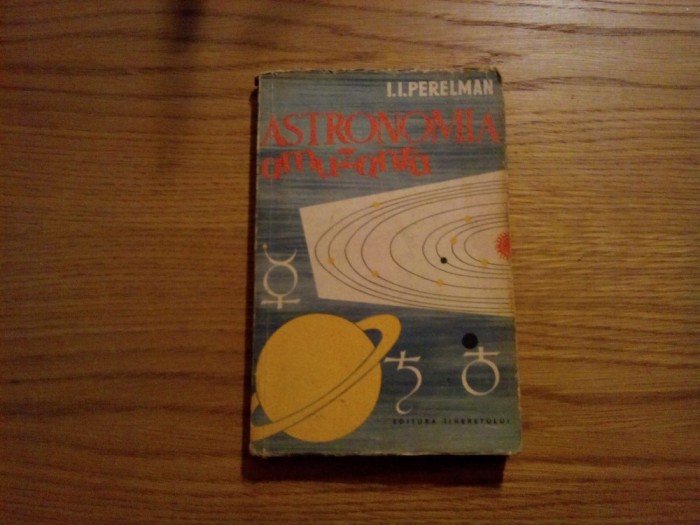 I.I.PERELMAN
ASTRONOMIA
amuzantă
EDITURA TINERETULUI